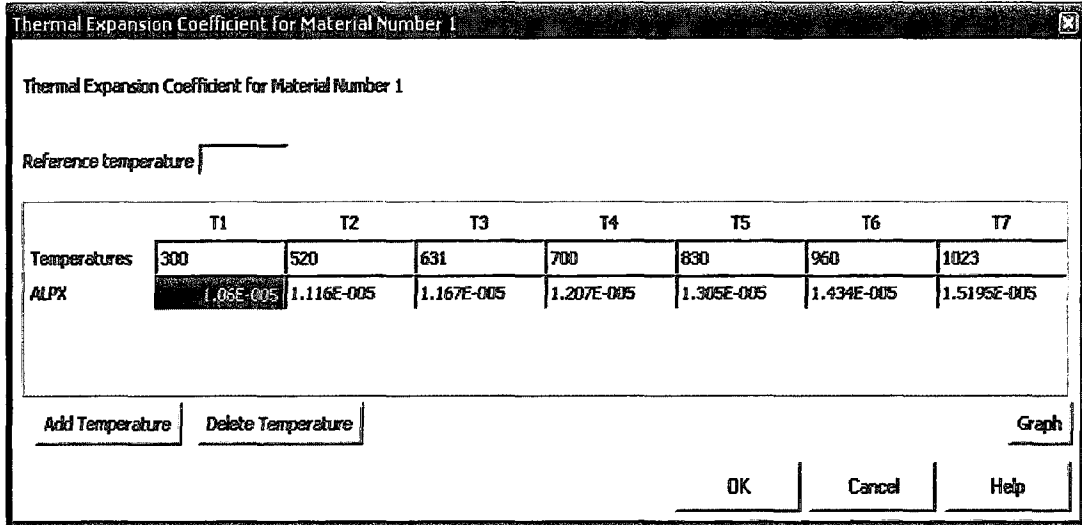 Thermal Expansion Coefficient for Material Number 1
Thermal Expansion Coefficient for Material Number 1
Reference temperature
T1 T2 T3 T4 T5 T6 T7
Temperatures 300 520 631 700 830 960 1023
ALPX 1.06E-005 1.116E-005 1.167E-005 1.207E-005 1.305E-005 1.434E-005 1.5195E-005
Add Temperature Delete Temperature Graph
OK Cancel Help